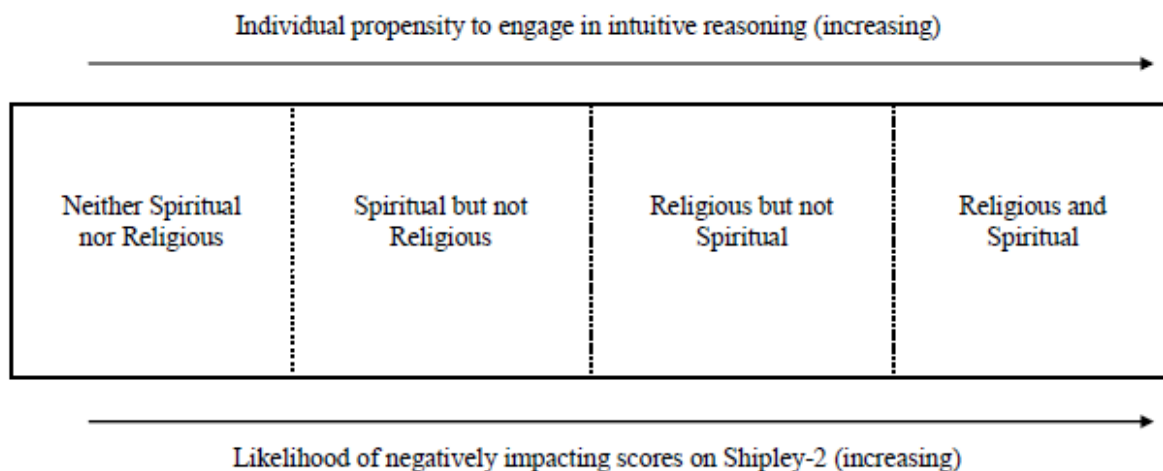 Individual propensity to engage in intuitive reasoning (increasing)
Neither Spiritual
nor Religious
Spiritual but not
Religious
Religious but not
Spiritual
Religious and
Spiritual
Likelihood of negatively impacting scores on Shipley-2 (increasing)